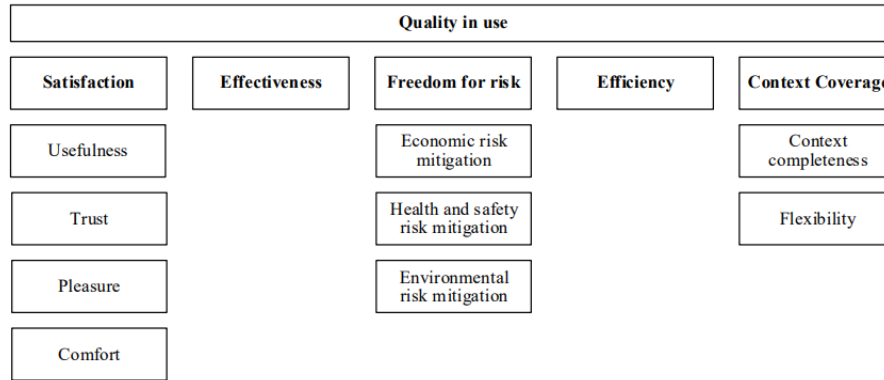 Quality in use
Satisfaction
Effectiveness
Freedom for risk
Efficiency
Context Coverage
Usefulness
Economic risk
mitigation
Context
completeness
Trust
Health and safety
risk mitigation
Flexibility
Pleasure
Environmental
risk mitigation
Comfort